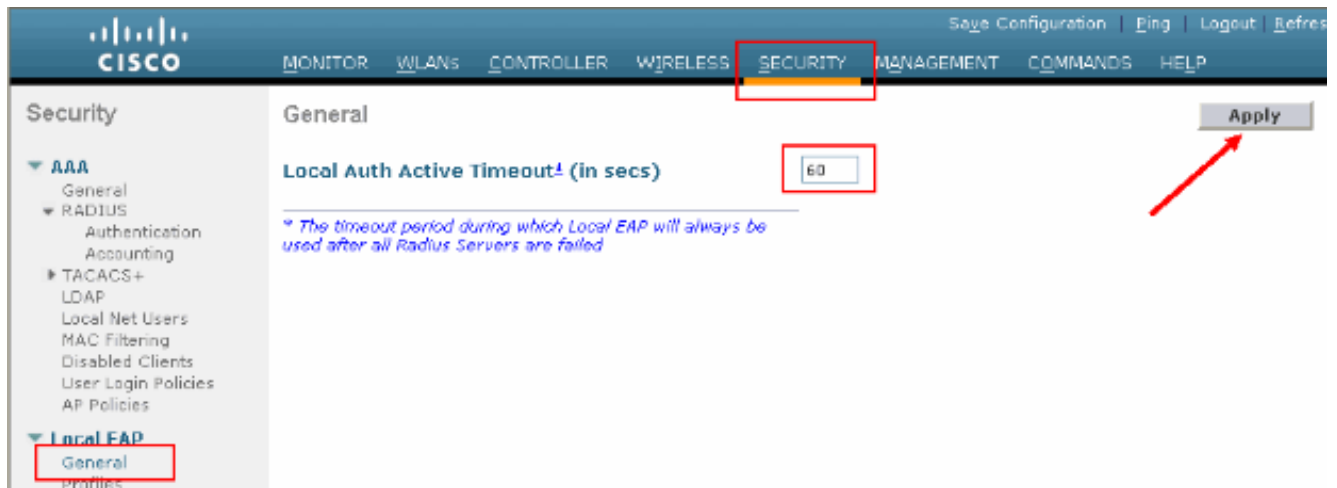 Save Configuration | Ping | Logout | Refres
CISCO
MONITOR WLANs CONTROLLER WIRELESS SECURITY MANAGEMENT COMMANDS HELP
Security
AAA
General
RADIUS
Authentication
Accounting
TACACS+
LDAP
Local Net Users
MAC Filtering
Disabled Clients
User Login Policies
AP Policies
Local EAP
General
Profiles
General
Apply
Local Auth Active Timeout1 (in secs) 60
* The timeout period during which Local EAP will always be
used after all Radius Servers are failed